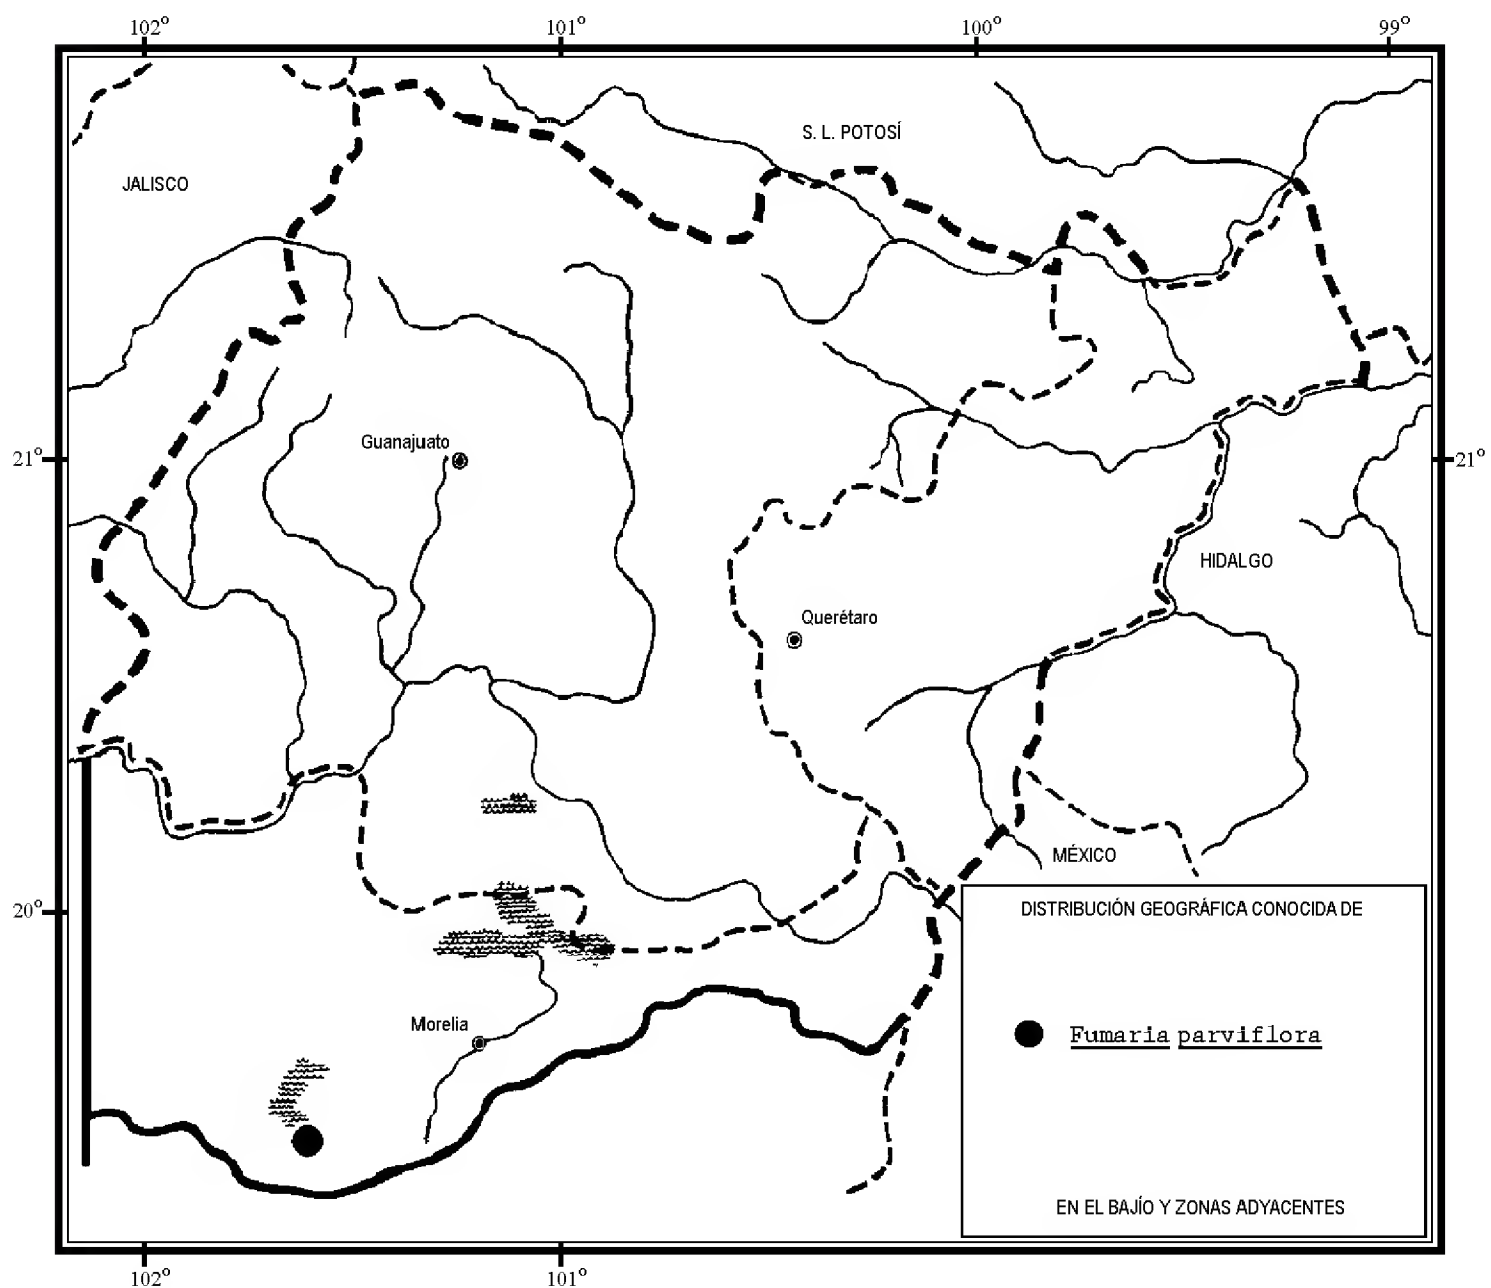 102° 101° 100° 99°
S. L. POTOSÍ
JALISCO
Guanajuato
21° 21°
HIDALGO
Querétaro
MÉXICO
20°
DISTRIBUCIÓN GEOGRÁFICA CONOCIDA DE
Morelia
Fumaria parviflora
EN EL BAJÍO Y ZONAS ADYACENTES
102° 101°